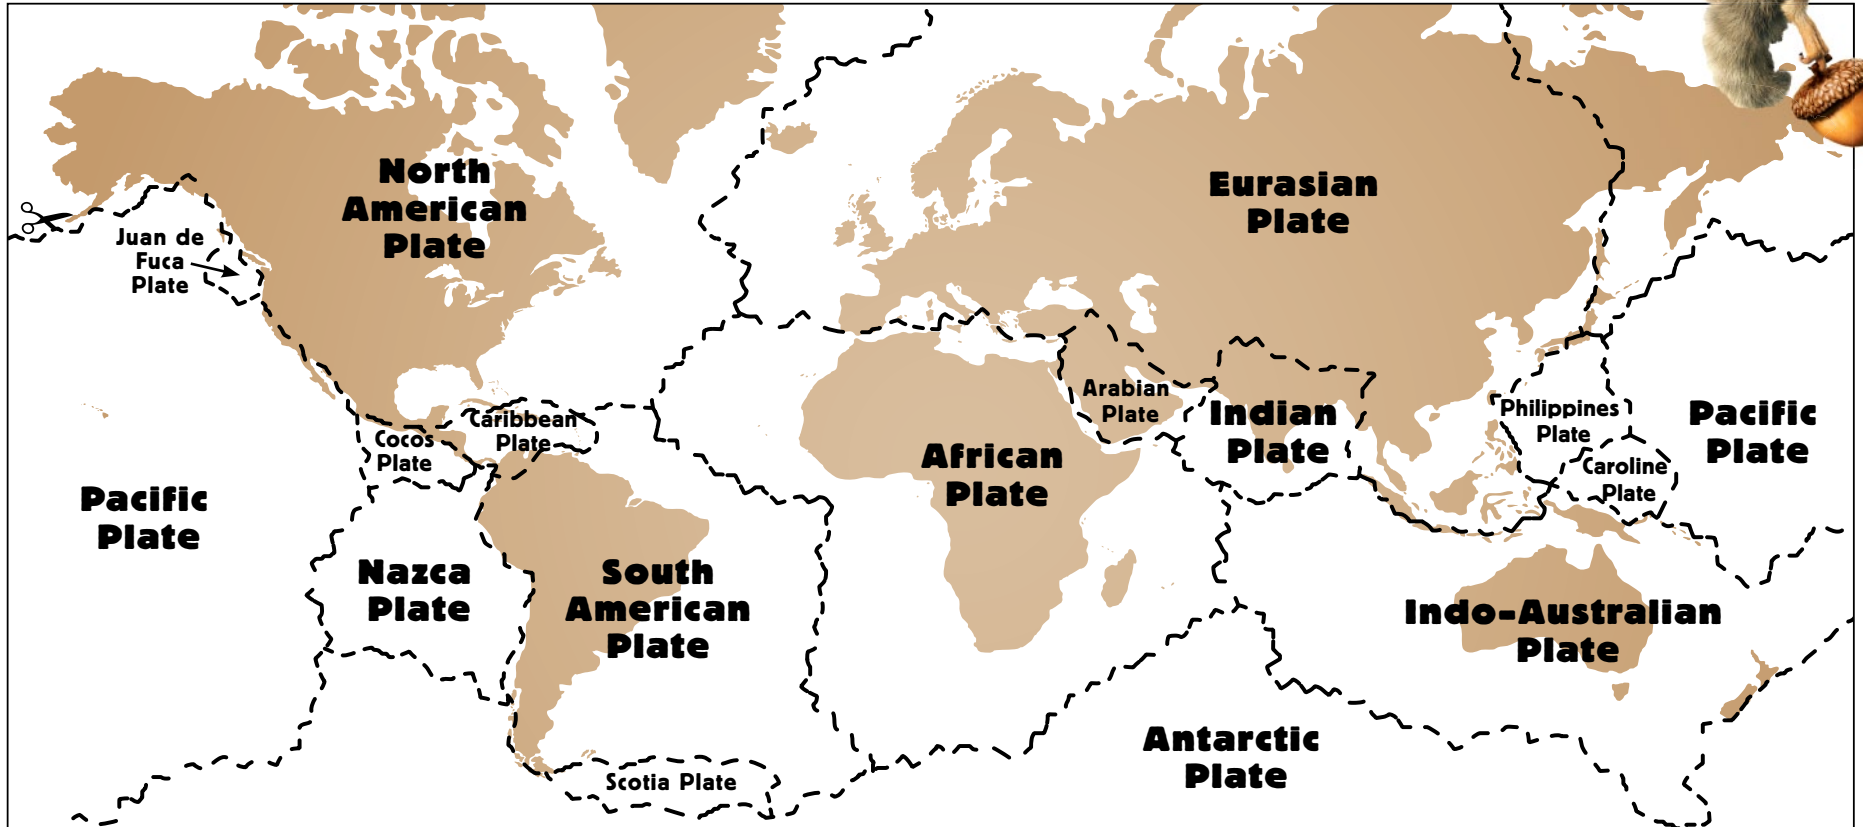 North
American
Plate
Eurasian
Plate
Juan de
Fuca
Plate
Arabian
Plate
Indian
Plate
Philippines
Plate
Pacific
Plate
Caribbean
Plate
Cocos
Plate
African
Plate
Caroline
Plate
Pacific
Plate
Nazca
Plate
South
American
Plate
Indo-Australian
Plate
Antarctic
Plate
Scotia Plate